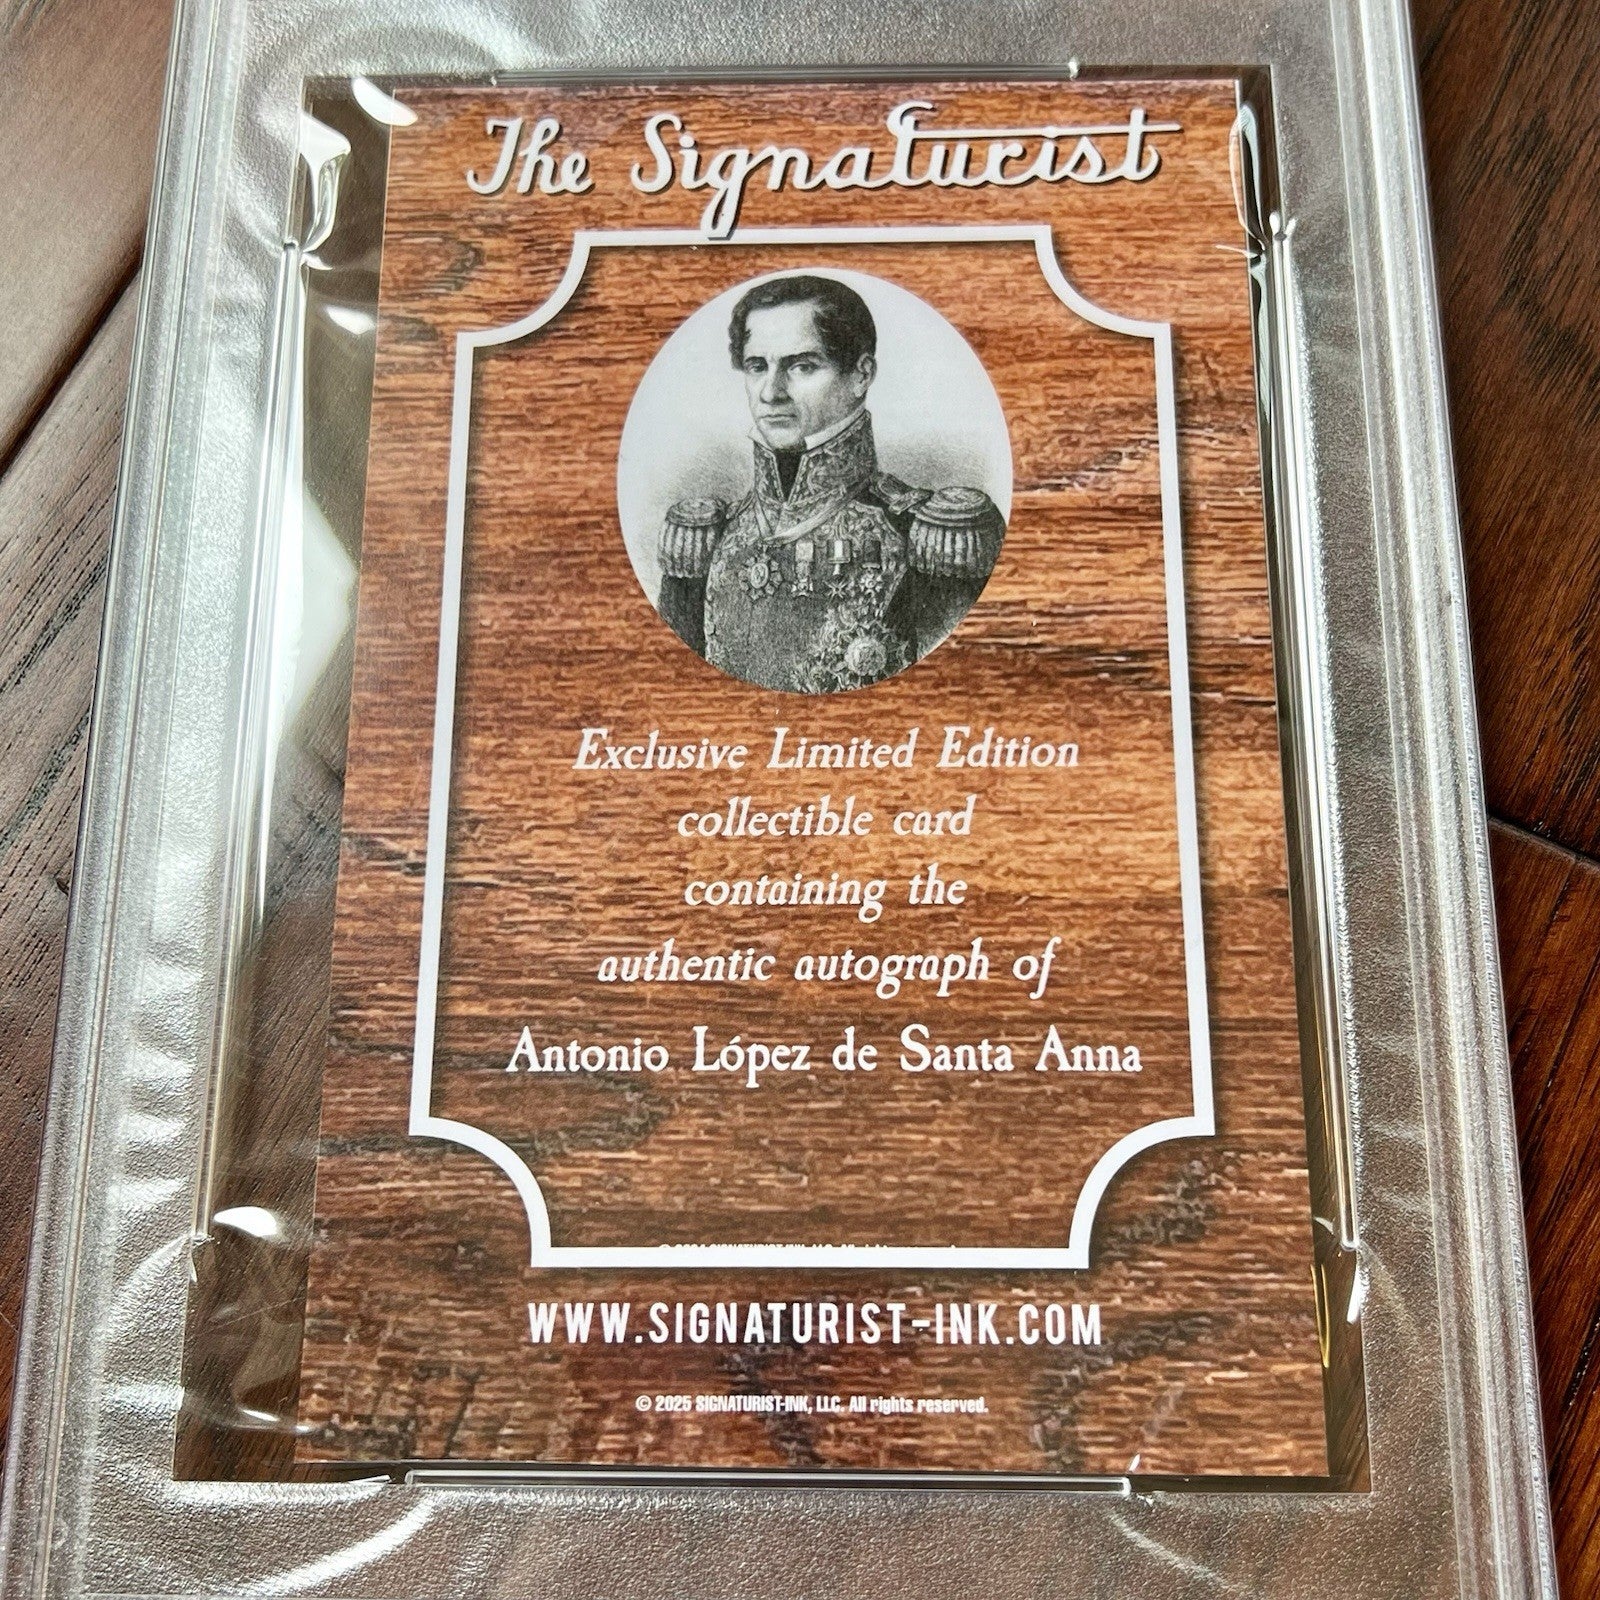 The Signaturist
Exclusive Limited Edition
collectible card
containing the
authentic autograph of
Antonio López de Santa Anna
WWW.SIGNATURIST-INK.COM
© 2025 SIGNATURIST-INK, LLC. All rights reserved.